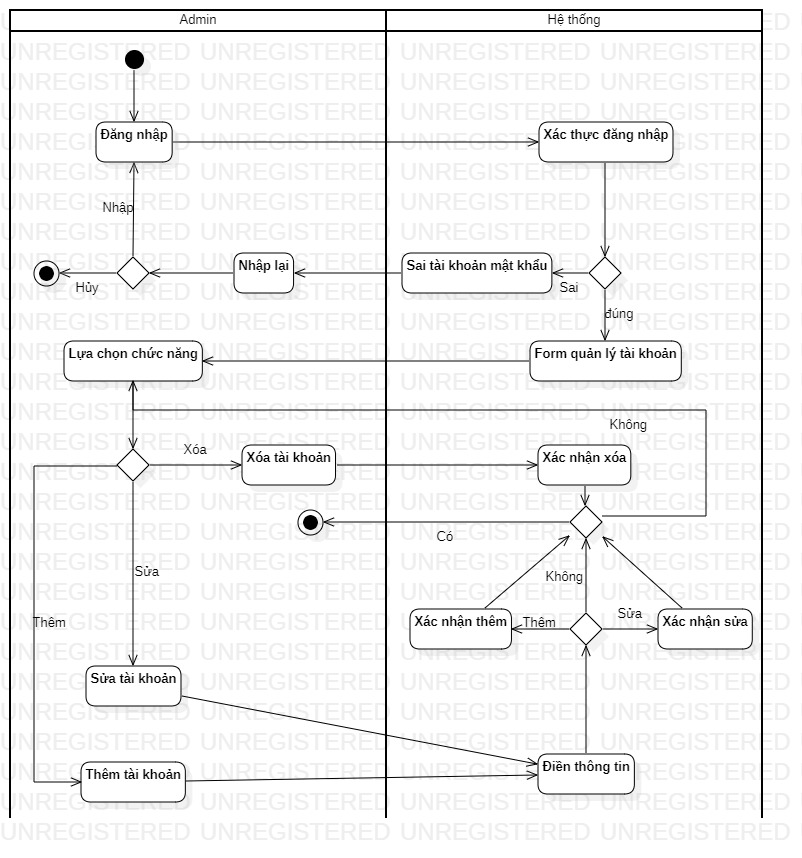 Admin
Hệ thống
Đăng nhập
Xác thực đăng nhập
Nhập
Hủy
Nhập lại
Sai tài khoản mật khẩu
Sai
đúng
Lựa chọn chức năng
Form quản lý tài khoản
Không
Xóa
Xóa tài khoản
Xác nhận xóa
Có
Sửa
Không
Thêm
Xác nhận thêm
Thêm
Sửa
Xác nhận sửa
Sửa tài khoản
Thêm tài khoản
Điền thông tin
UNREGISTERED